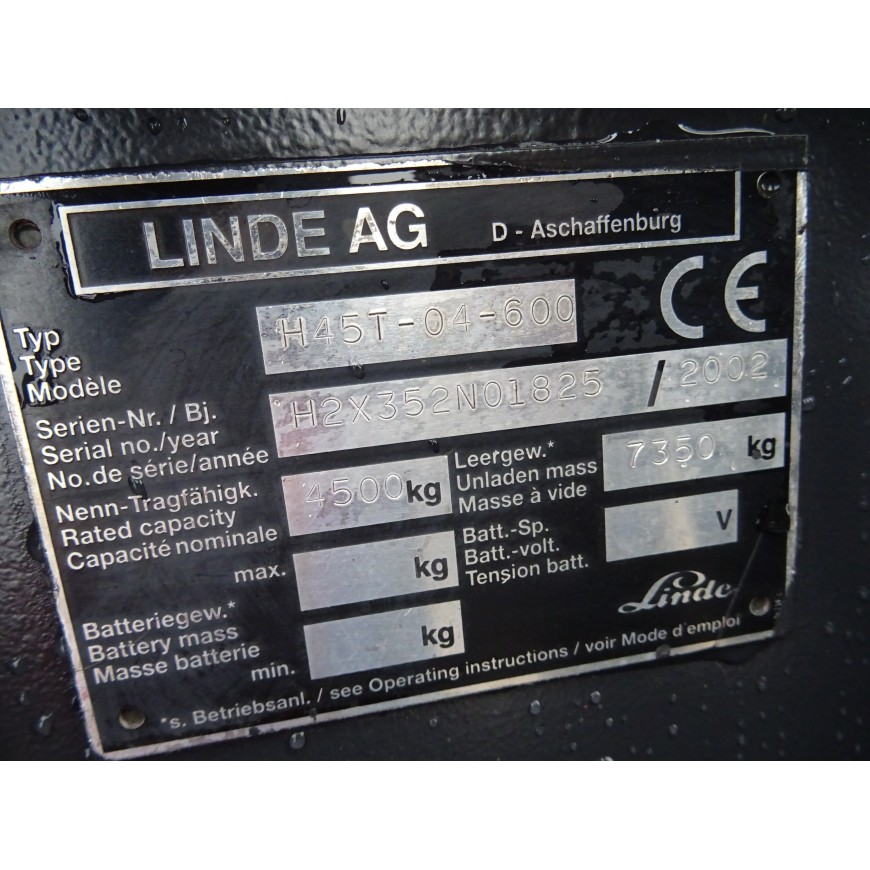 LINDE AG D - Aschaffenburg
CE
Typ
Type
Modèle
H45T-04-600
Serien-Nr. / Bj.
Serial no./year
No.de série/année
H2X352N01825 / 2002
Nenn-Tragfähigk.
Rated capacity
Capacité nominale
4500 kg
Leergew.*
Unladen mass
Masse à vide
7350 kg
max. kg
Batt.-Sp.
Batt.-volt.
Tension batt.
V
Batteriegew.*
Battery mass
Masse batterie
min. kg
Linde
*s. Betriebsanl. / see Operating instructions / voir Mode d'emploi